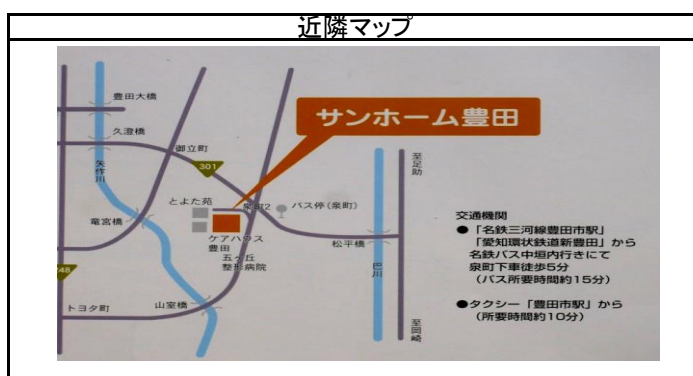 近隣マップ
サンホーム豊田
豊田大橋
久澄橋
御立町
301
至足助
矢作川
とよた苑
泉町2
バス停(泉町)
竜宮橋
ケアハウス
豊田
五ヶ丘
整形病院
松平橋
巴川
248
トヨタ町
山室橋
至岡崎
交通機関
●「名鉄三河線豊田市駅」
「愛知環状鉄道新豊田」から
名鉄バス中垣内行きにて
泉町下車徒歩5分
(バス所要時間約15分)
●タクシー「豊田市駅」から
(所要時間約10分)